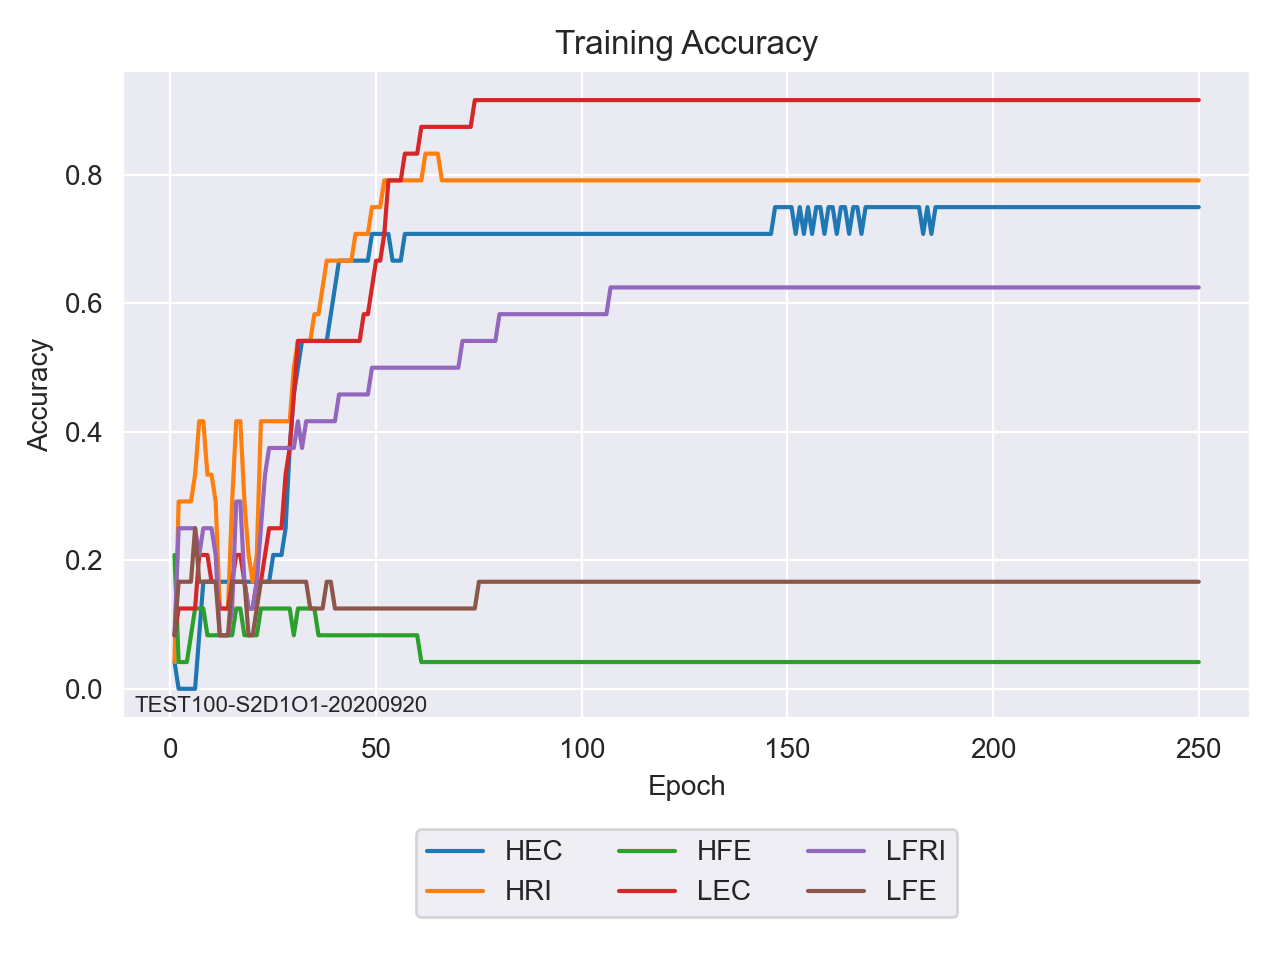 Training Accuracy
Accuracy
0.8
0.6
0.4
0.2
0.0
TEST100-S2D1O1-20200920
0 50 100 150 200 250
Epoch
HEC HFE LFRI
HRI LEC LFE